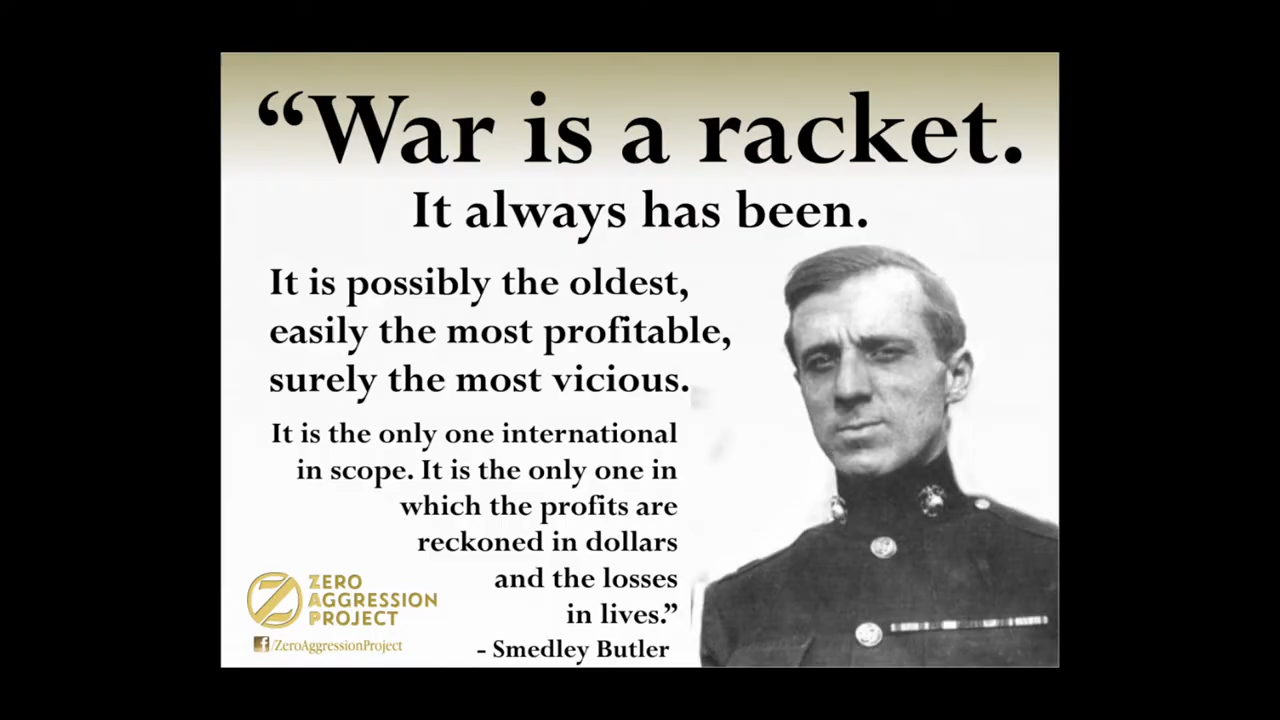 “War is a racket.
It always has been.
It is possibly the oldest,
easily the most profitable,
surely the most vicious.
It is the only one international
in scope. It is the only one in
which the profits are
reckoned in dollars
and the losses
in lives.”
- Smedley Butler
Z
ZERO
AGGRESSION
PROJECT
f /ZeroAggressionProject